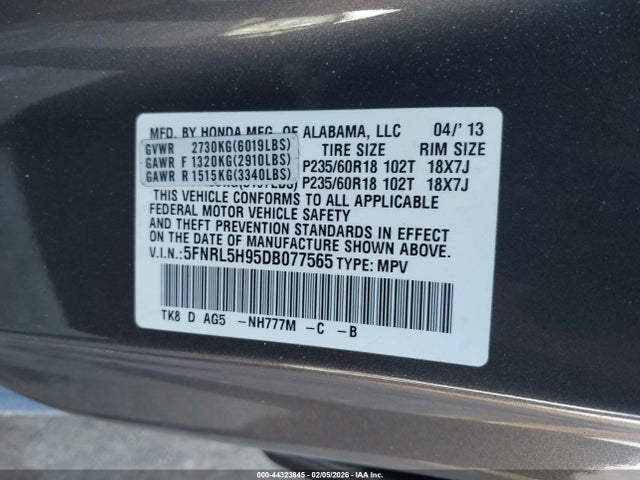 MFD. BY HONDA MFG. OF ALABAMA, LLC 04/' 13
GVWR 2730KG(6019LBS) TIRE SIZE RIM SIZE
GAWR F 1320KG(2910LBS) P235/60R18 102T 18X7J
GAWR R 1515KG(3340LBS) P235/60R18 102T 18X7J
THIS VEHICLE CONFORMS TO ALL APPLICABLE
FEDERAL MOTOR VEHICLE SAFETY
AND THEFT PREVENTION STANDARDS IN EFFECT
ON THE DATE OF MANUFACTURE SHOWN ABOVE.
V.I.N.:5FNRL5H95DB077565 TYPE: MPV
TK8 D AG5 -NH777M -C -B
000-44323845 - 02/05/2026 - IAAI Inc.